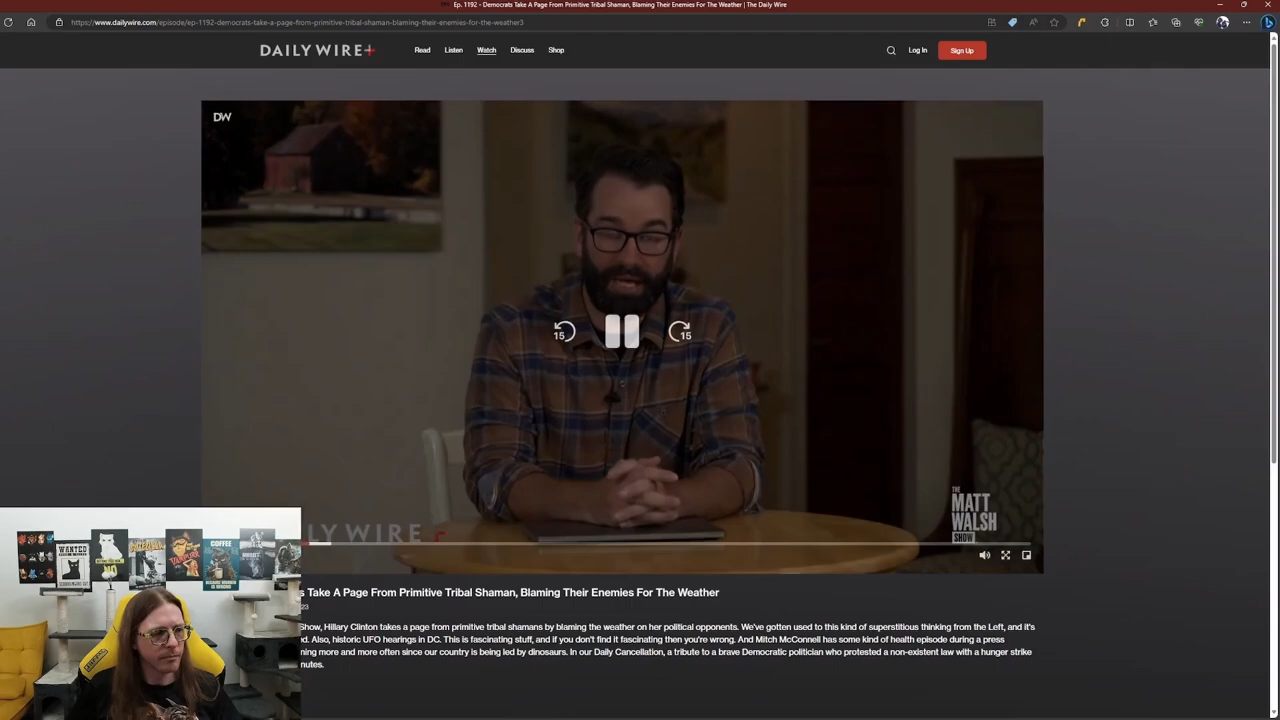 Ep. 1192 - Democrats Take A Page From Primitive Tribal Shaman, Blaming Their Enemies For The Weather | The Daily Wire
https://www.dailywire.com/episode/ep-1192-democrats-take-a-page-from-primitive-tribal-shaman-blaming-their-enemies-for-the-weather3
DAILYWIRE+ Read Listen Watch Discuss Shop Log In Sign Up
DW
15 15
THE
MATT
WALSH
SHOW
LYWIRE
WANTED
COFFEE
s Take A Page From Primitive Tribal Shaman, Blaming Their Enemies For The Weather
23
Show, Hillary Clinton takes a page from primitive tribal shamans by blaming the weather on her political opponents. We've gotten used to this kind of superstitious thinking from the Left, and it's
d. Also, historic UFO hearings in DC. This is fascinating stuff, and if you don't find it fascinating then you're wrong. And Mitch McConnell has some kind of health episode during a press
ning more and more often since our country is being led by dinosaurs. In our Daily Cancellation, a tribute to a brave Democratic politician who protested a non-existent law with a hunger strike
nutes.